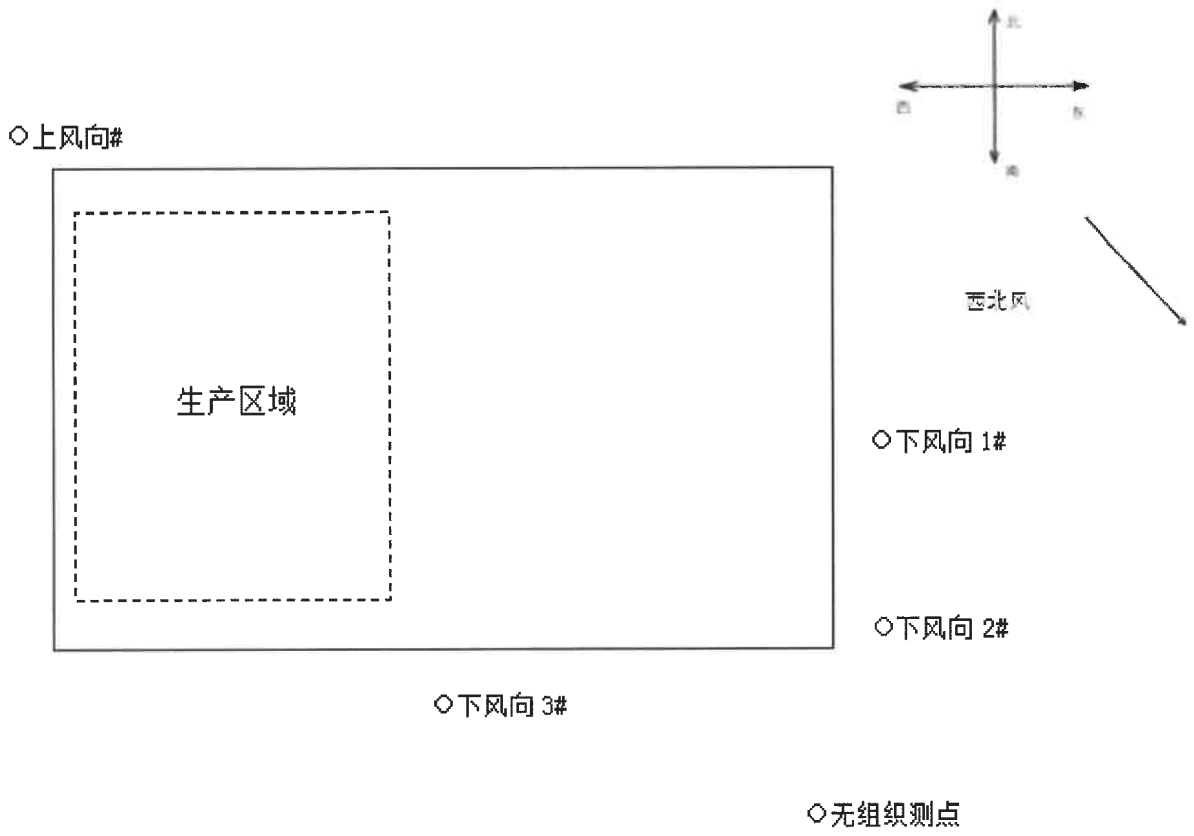 北
西
东
○上风向#
南
西北风
生产区域
○下风向 1#
○下风向 2#
○下风向 3#
○无组织测点